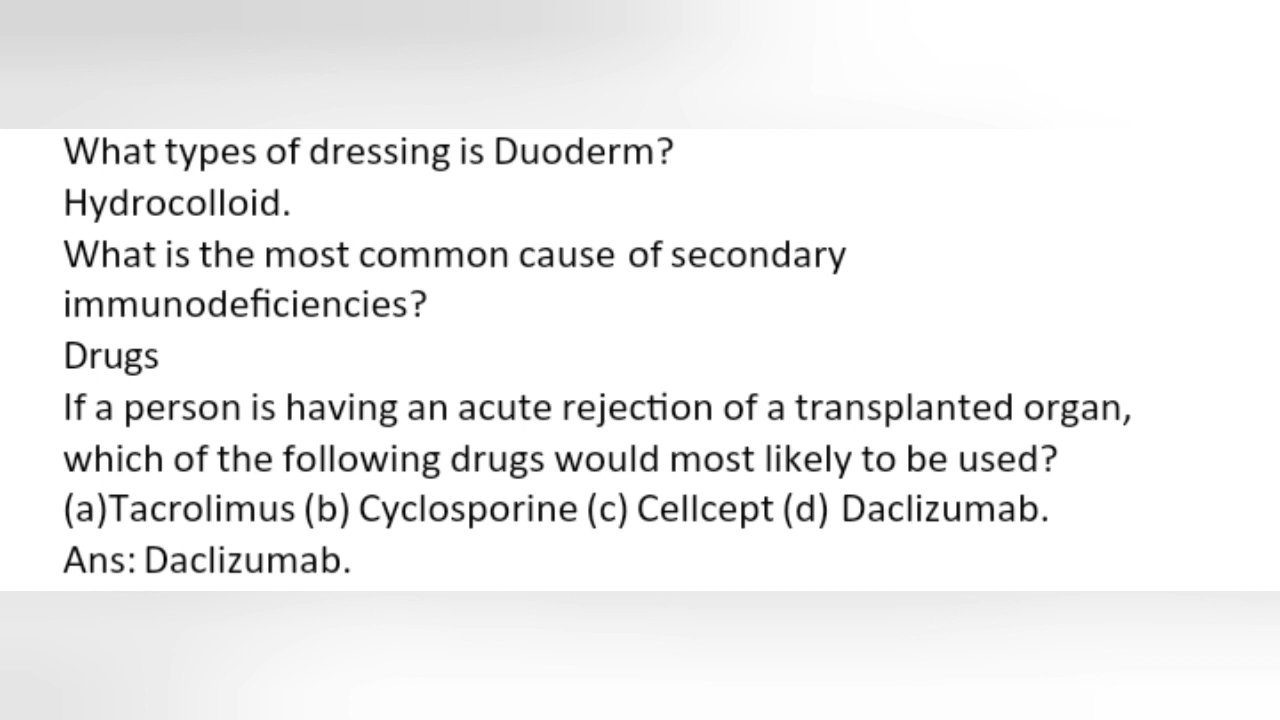 What types of dressing is Duoderm?
Hydrocolloid.
What is the most common cause of secondary
immunodeficiencies?
Drugs
If a person is having an acute rejection of a transplanted organ,
which of the following drugs would most likely to be used?
(a)Tacrolimus (b) Cyclosporine (c) Cellcept (d) Daclizumab.
Ans: Daclizumab.